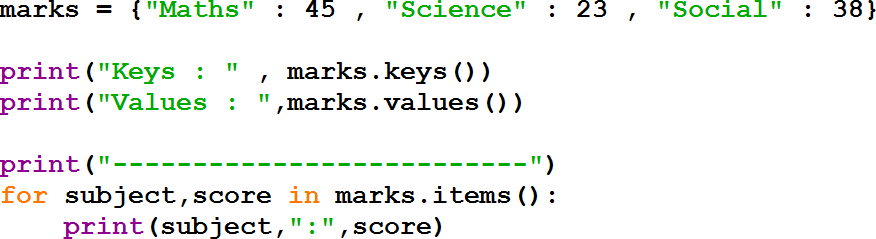 marks = {"Maths" : 45 , "Science" : 23 , "Social" : 38}
print("Keys : " , marks.keys())
print("Values : ",marks.values())
print("--------------------------")
for subject,score in marks.items():
    print(subject,":",score)